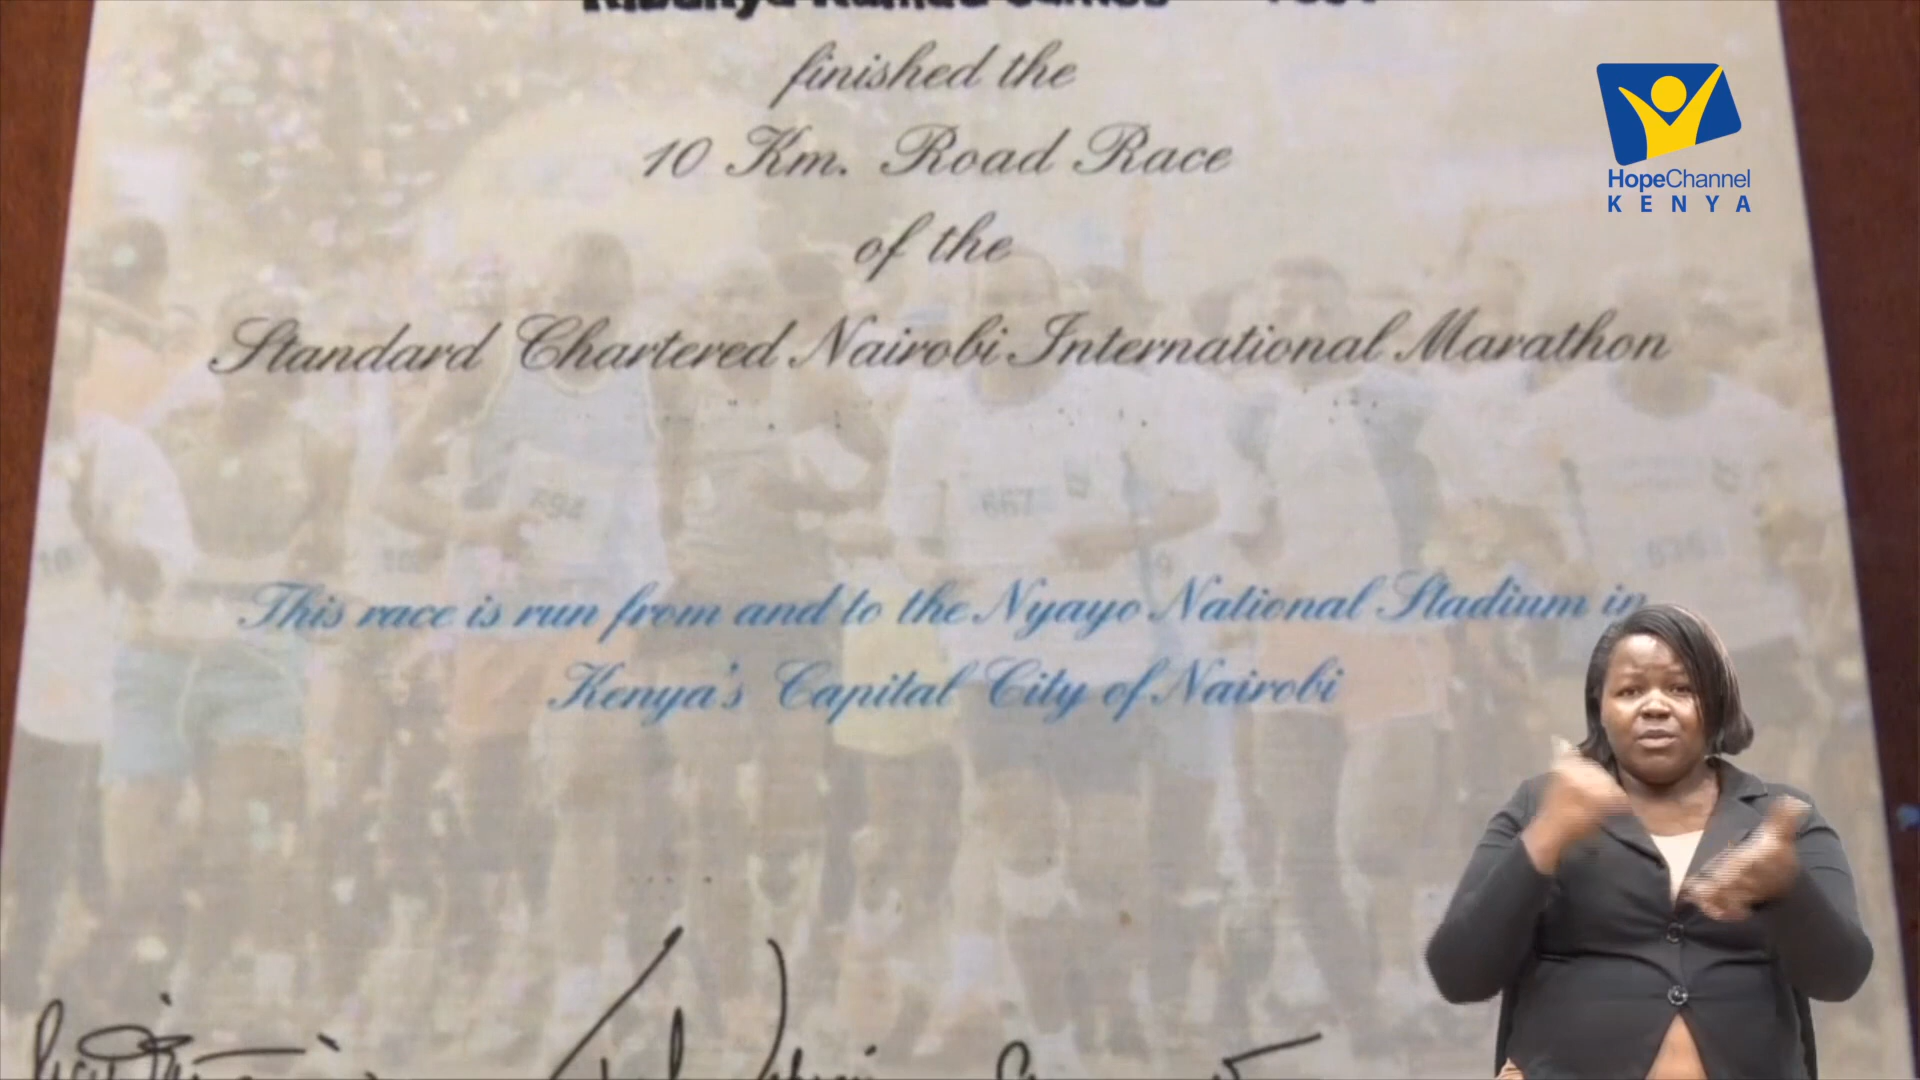 finished the
10 Km. Road Race
of the
Standard Chartered Nairobi International Marathon
This race is run from and to the Nyayo National Stadium in
Kenya's Capital City of Nairobi
HopeChannel
KENYA